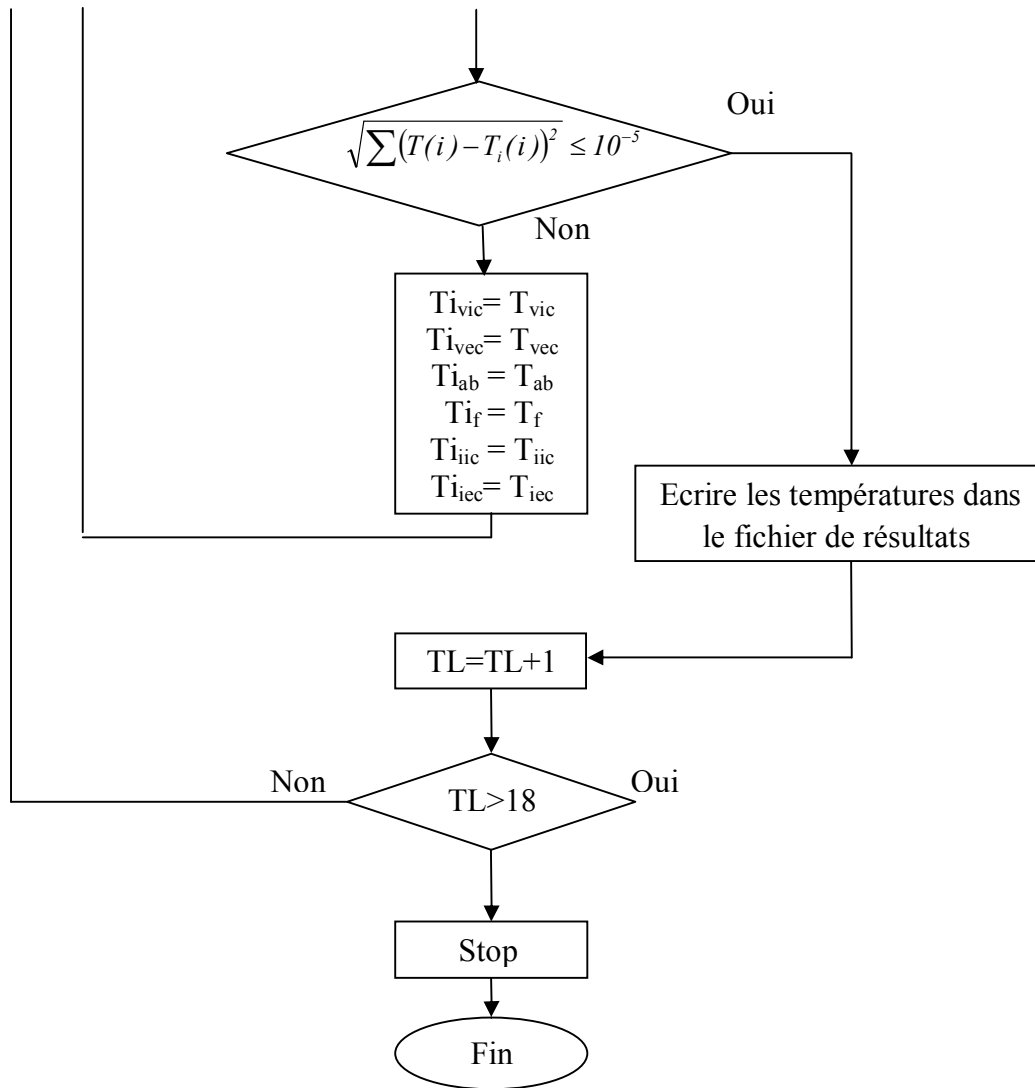 Oui
√∑(T(i)−Tᵢ(i))² ≤ 10⁻⁵
Non
Ti_vic= T_vic
Ti_vec= T_vec
Ti_ab = T_ab
Ti_f = T_f
Ti_iic = T_iic
Ti_iec= T_iec
Ecrire les températures dans
le fichier de résultats
TL=TL+1
Non
Oui
TL>18
Stop
Fin